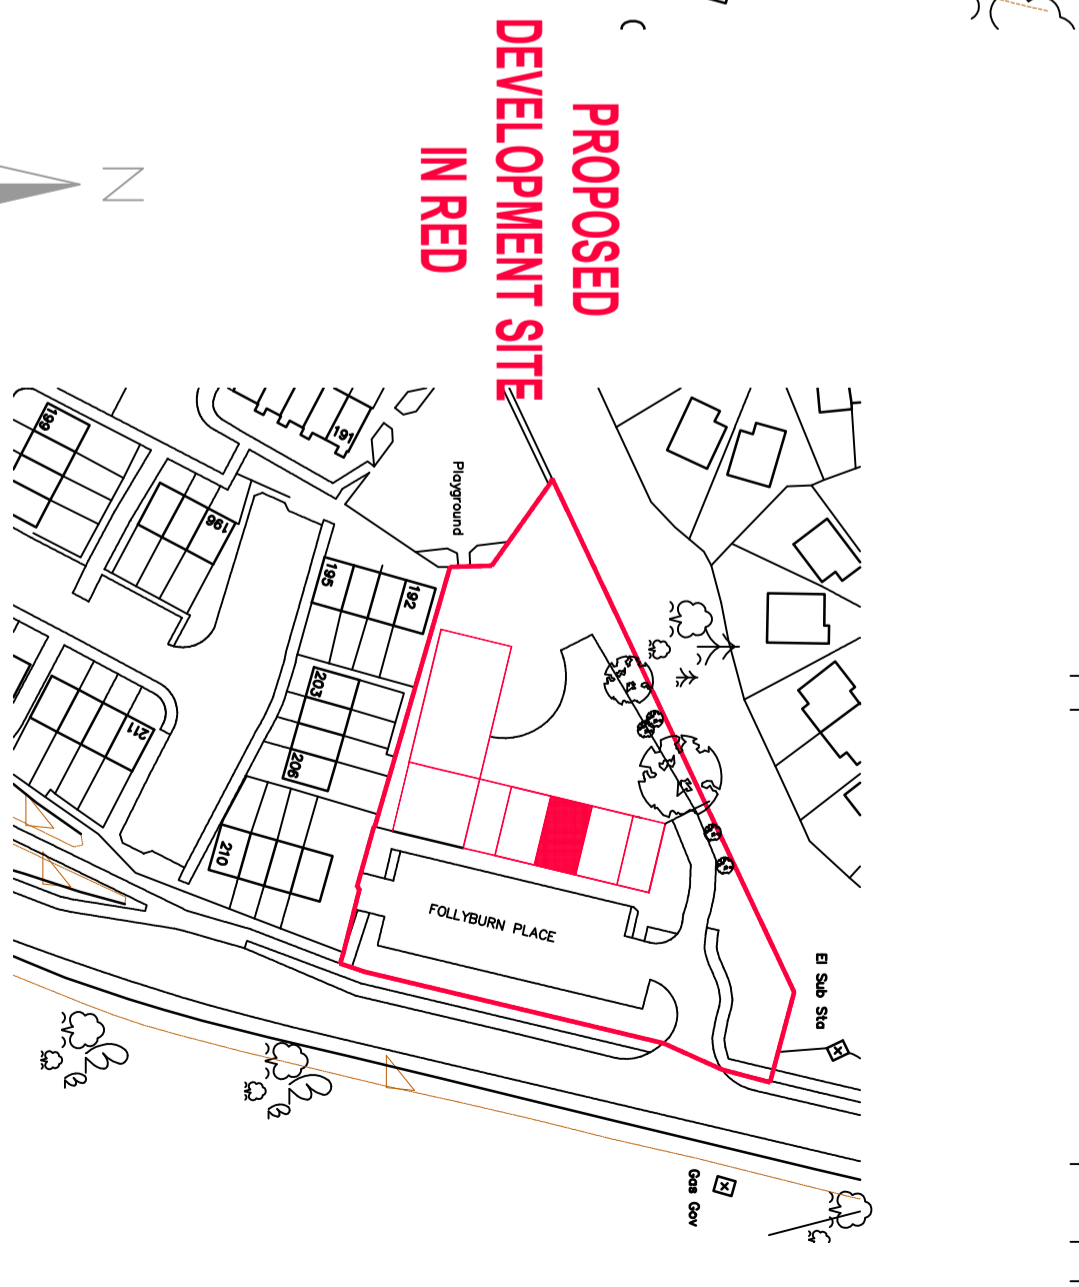 PROPOSED
DEVELOPMENT SITE
IN RED
N
El Sub Sta
Gas Gov
Playground
FOLLYBURN PLACE
191
192
195
196
199
203
206
210
211